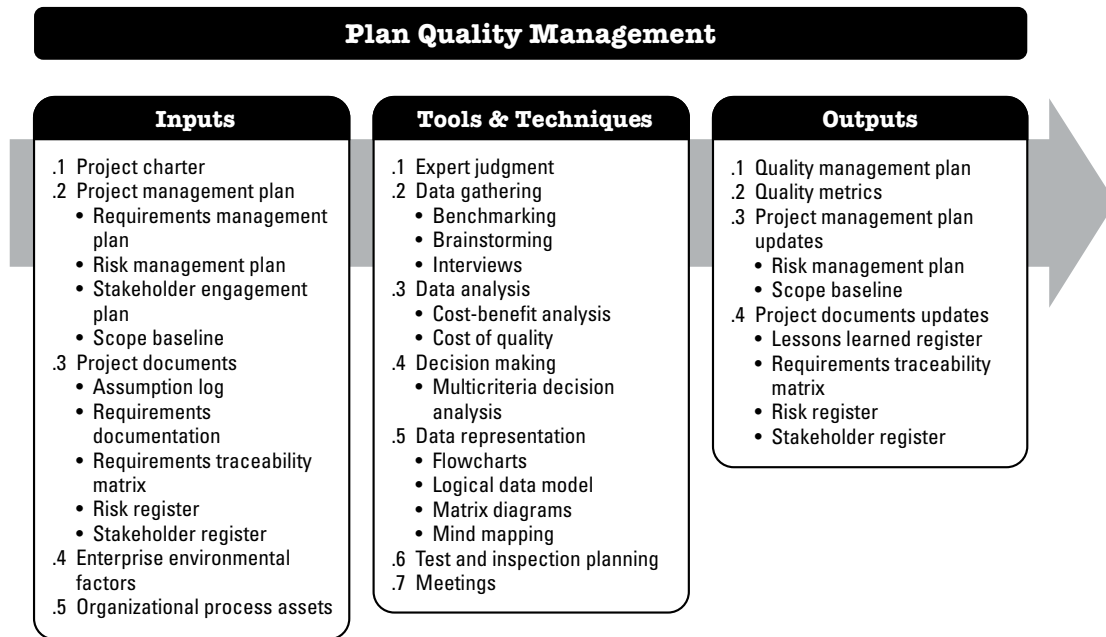 Plan Quality Management
Inputs
.1 Project charter
.2 Project management plan
• Requirements management
plan
• Risk management plan
• Stakeholder engagement
plan
• Scope baseline
.3 Project documents
• Assumption log
• Requirements
documentation
• Requirements traceability
matrix
• Risk register
• Stakeholder register
.4 Enterprise environmental
factors
.5 Organizational process assets
Tools & Techniques
.1 Expert judgment
.2 Data gathering
• Benchmarking
• Brainstorming
• Interviews
.3 Data analysis
• Cost-benefit analysis
• Cost of quality
.4 Decision making
• Multicriteria decision
analysis
.5 Data representation
• Flowcharts
• Logical data model
• Matrix diagrams
• Mind mapping
.6 Test and inspection planning
.7 Meetings
Outputs
.1 Quality management plan
.2 Quality metrics
.3 Project management plan
updates
• Risk management plan
• Scope baseline
.4 Project documents updates
• Lessons learned register
• Requirements traceability
matrix
• Risk register
• Stakeholder register